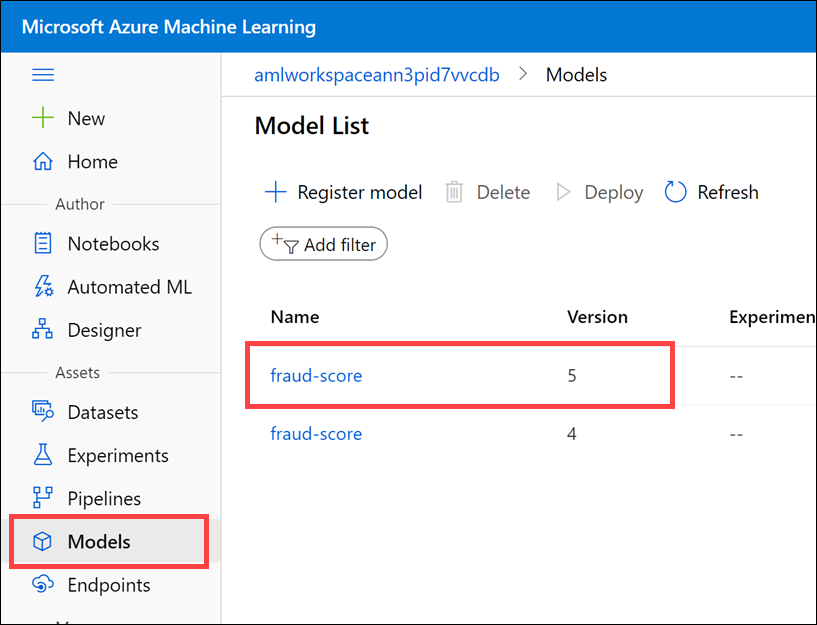 Microsoft Azure Machine Learning
New
Home
Author
Notebooks
Automated ML
Designer
Assets
Datasets
Experiments
Pipelines
Models
Endpoints
amlworkspaceann3pid7vvcdb > Models
Model List
Register model Delete Deploy Refresh
Add filter
Name Version Experimen
fraud-score 5 --
fraud-score 4 --